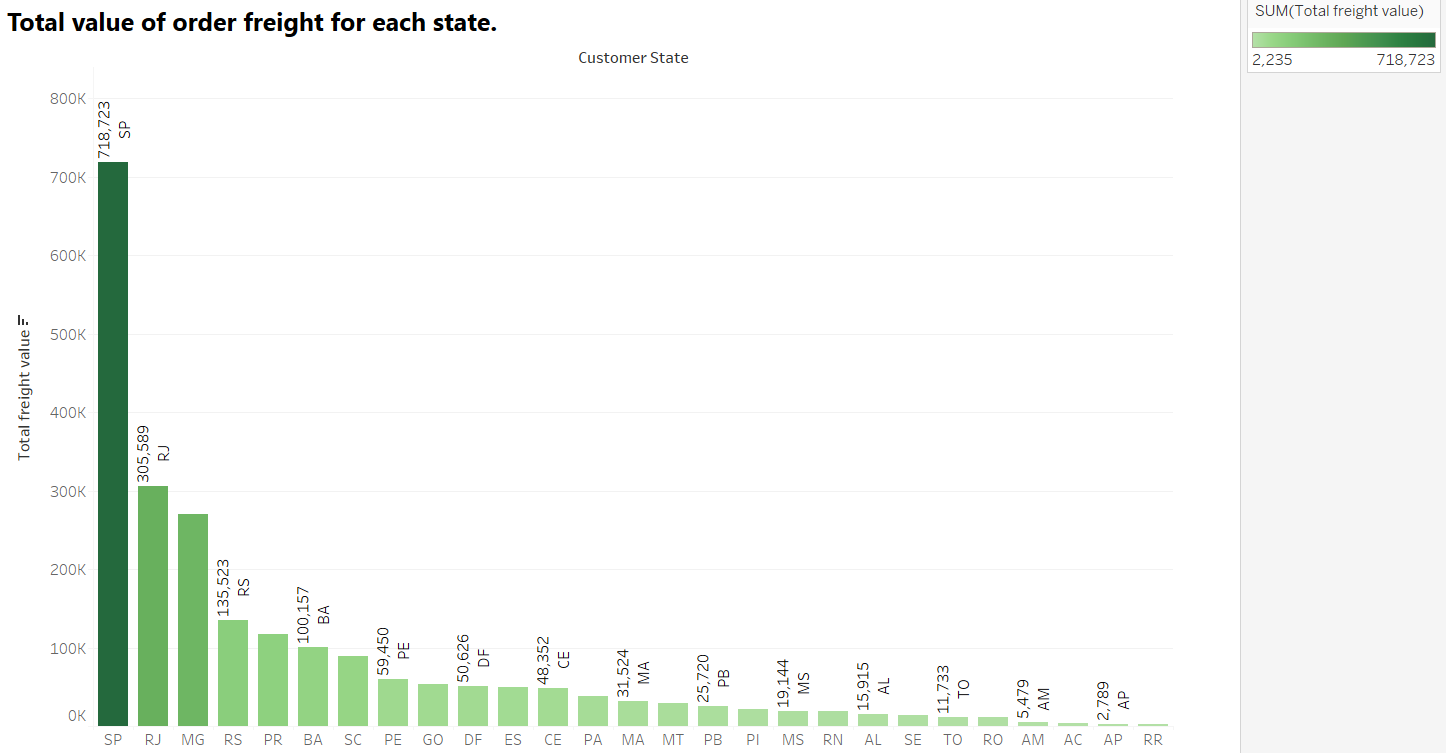 Total value of order freight for each state.
SUM(Total freight value)
2,235 718,723
Customer State
Total freight value
800K
700K
600K
500K
400K
300K
200K
100K
0K
718,723
SP
305,589
RJ
135,523
RS
100,157
BA
59,450
PE
50,626
DF
48,352
CE
31,524
MA
25,720
PB
19,144
MS
15,915
AL
11,733
TO
5,479
AM
2,789
AP
SP RJ MG RS PR BA SC PE GO DF ES CE PA MA MT PB PI MS RN AL SE TO RO AM AC AP RR